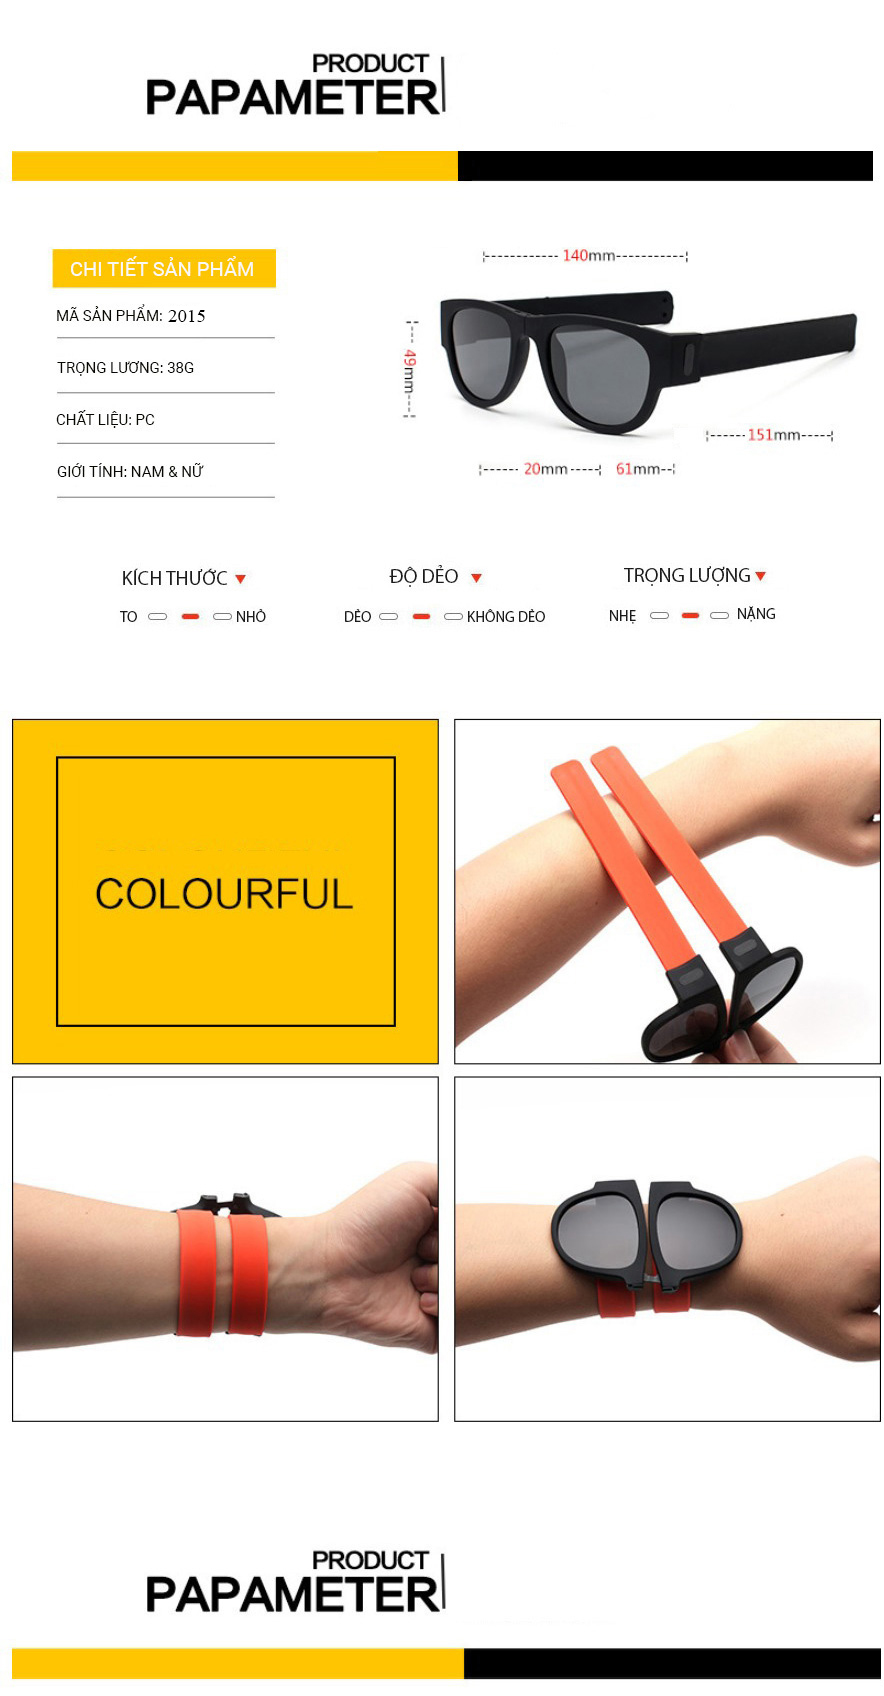 PRODUCT
PAPAMETER
CHI TIẾT SẢN PHẨM
MÃ SẢN PHẨM: 2015
TRỌNG LƯƠNG: 38G
CHẤT LIỆU: PC
GIỚI TÍNH: NAM & NỮ
140mm
49mm
151mm
20mm
61mm
KÍCH THƯỚC
TO
NHỎ
ĐỘ DẺO
DẺO
KHÔNG DẺO
TRỌNG LƯỢNG
NHẸ
NẶNG
COLOURFUL
PRODUCT
PAPAMETER